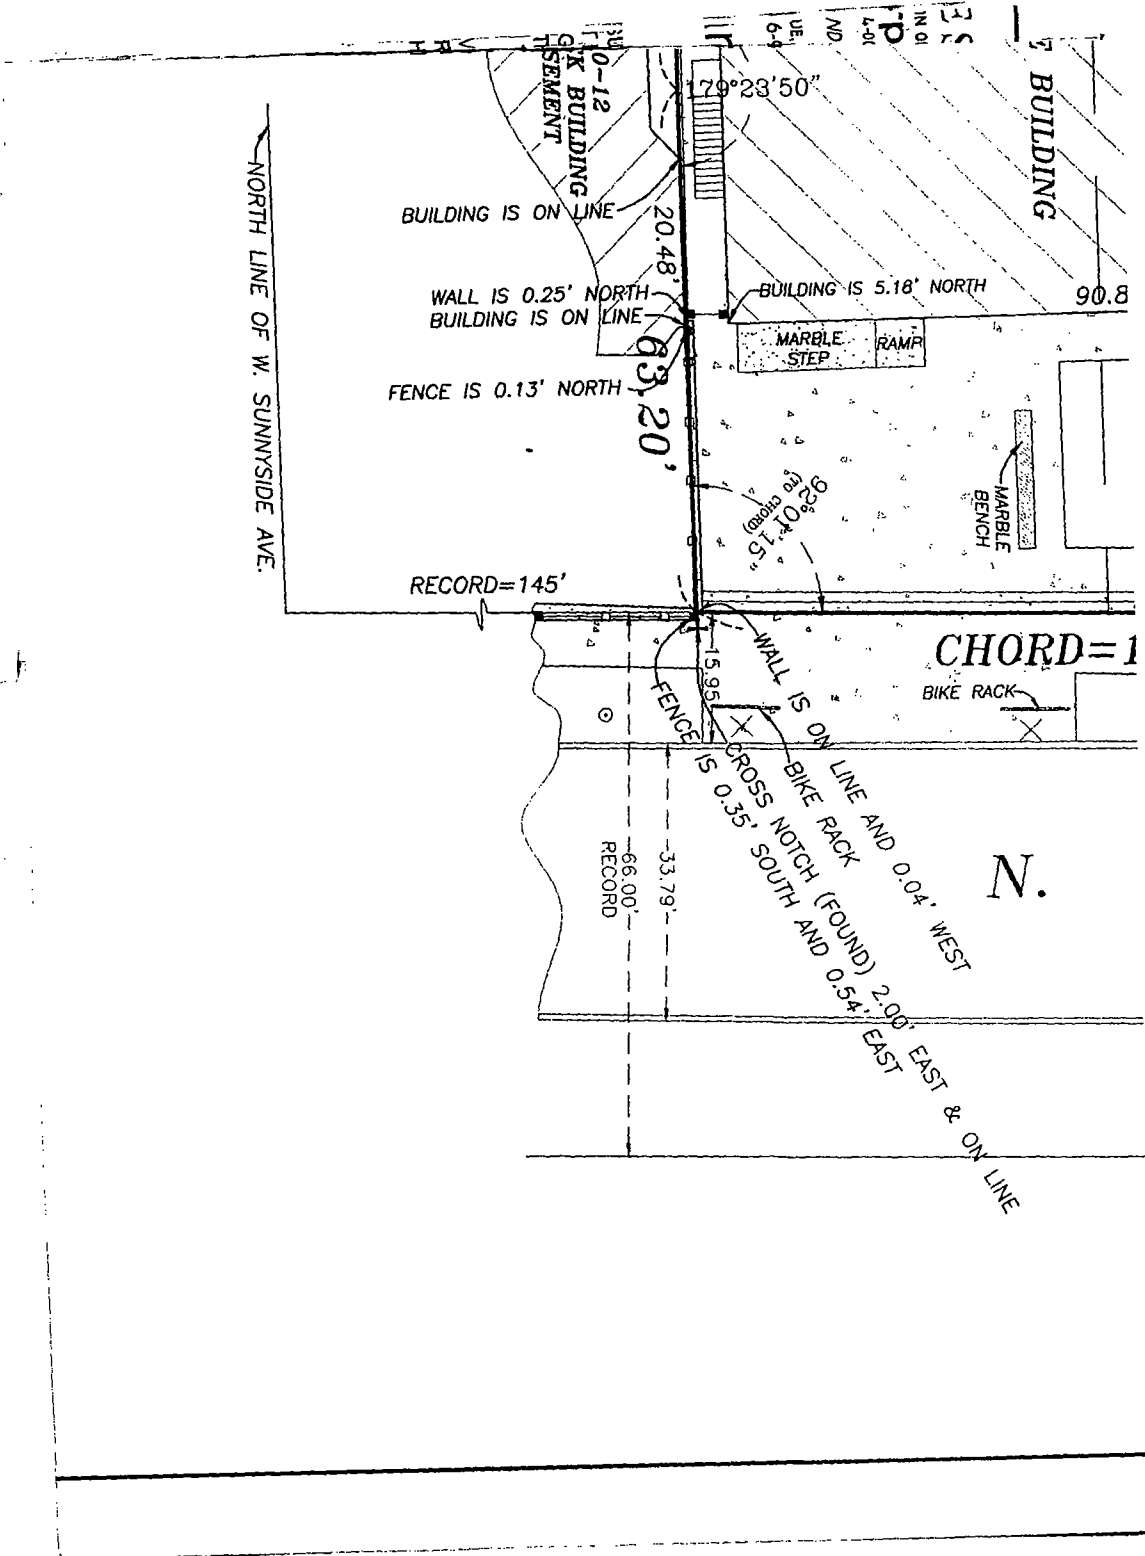 BUILDING
179°23'50"
0-12
K BUILDING
SEMENT
BUILDING IS ON LINE
20.48'
WALL IS 0.25' NORTH
BUILDING IS ON LINE
BUILDING IS 5.18' NORTH
90.8
MARBLE
STEP
RAMP
FENCE IS 0.13' NORTH
63.20'
NORTH LINE OF W. SUNNYSIDE AVE.
92°01'15"
(TO CHORD)
MARBLE
BENCH
RECORD=145'
CHORD=1
BIKE RACK
15.95'
WALL IS ON LINE AND 0.04' WEST
BIKE RACK
CROSS NOTCH (FOUND) 2.00' EAST & ON LINE
FENCE IS 0.35' SOUTH AND 0.54' EAST
33.79'
66.00'
RECORD
N.